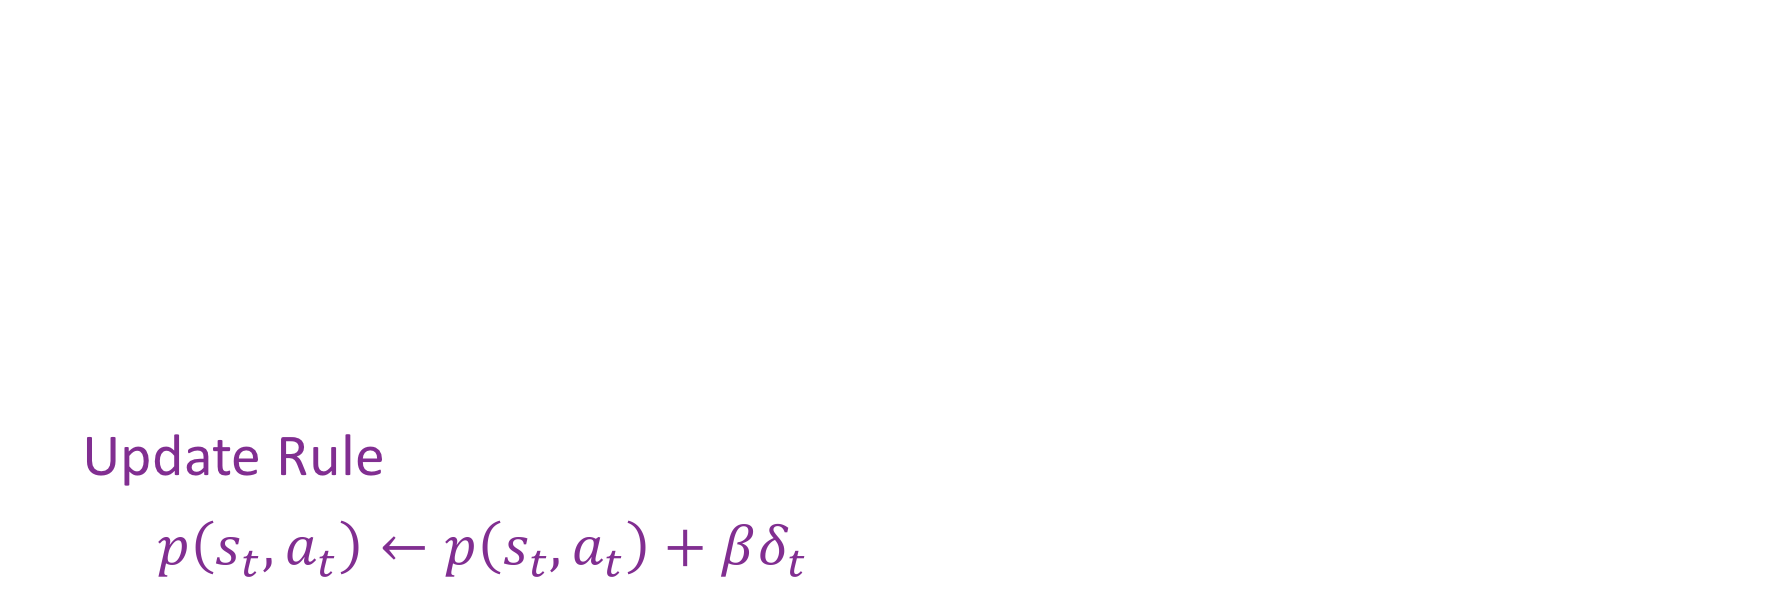 Update Rule
p(s_t, a_t) ← p(s_t, a_t) + βδ_t